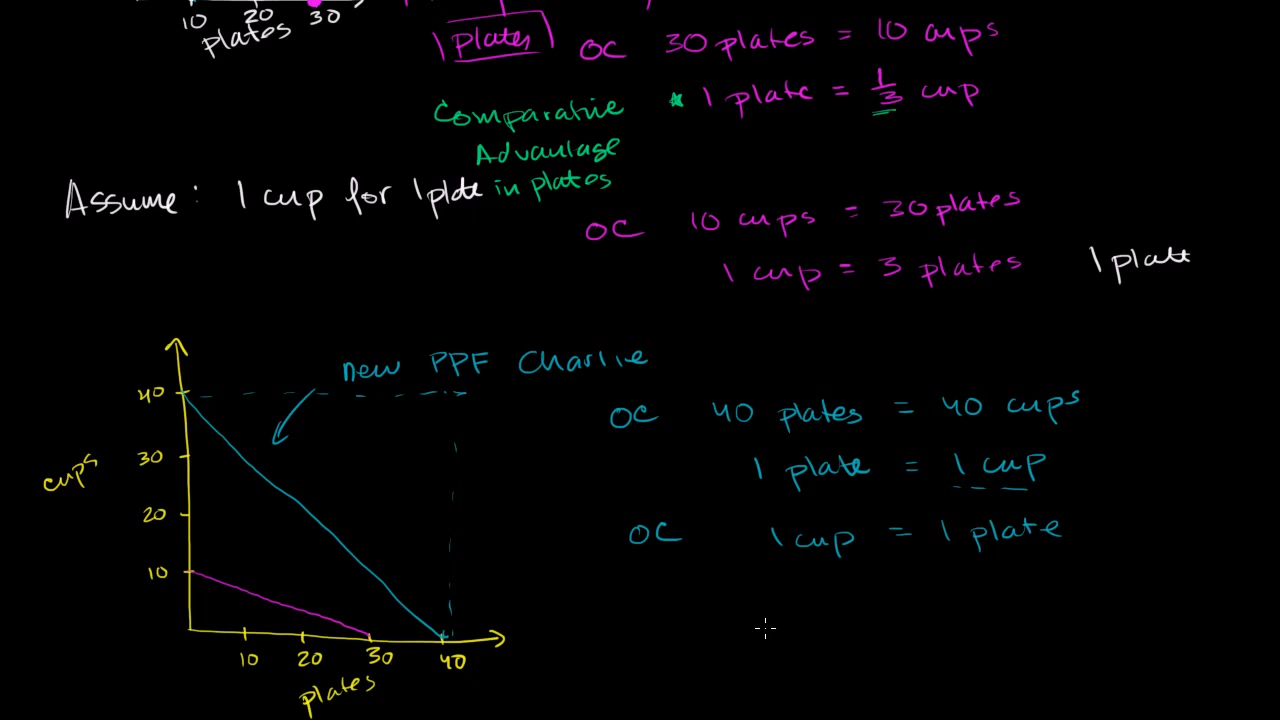 10 20 30
plates
1 plates OC 30 plates = 10 cups
* 1 plate = 1/3 cup
Comparative
Advantage
in plates
Assume: 1 cup for 1 plate
OC 10 cups = 30 plates
1 cup = 3 plates
1 plate
new PPF Charlie
cups
40
30
20
10
10 20 30 40
plates
OC 40 plates = 40 cups
1 plate = 1 cup
OC 1 cup = 1 plate